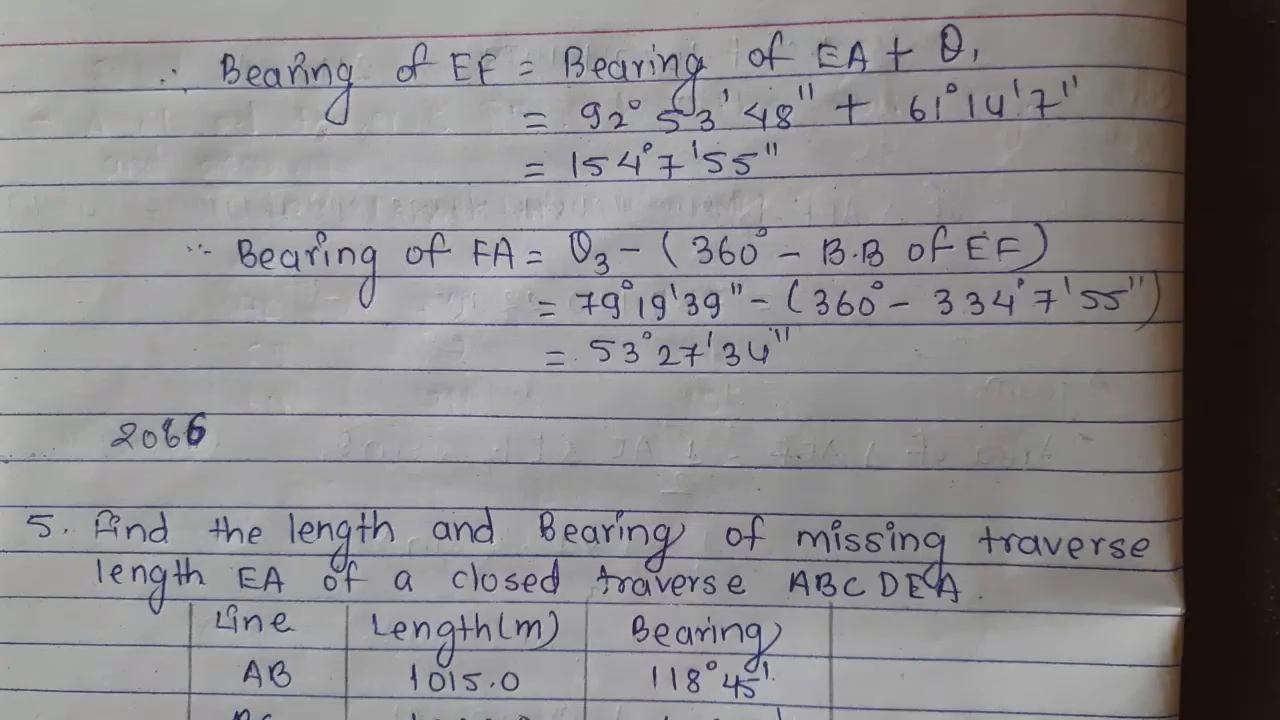 ∴ Bearing of EF = Bearing of EA + θ₁
= 92° 53' 48" + 61° 14' 7"
= 154° 7' 55"
∵ Bearing of FA = θ₃ - (360° - B.B of EF)
= 79° 19' 39" - (360° - 334° 7' 55")
= 53° 27' 34"
2066
5. Find the length and Bearing of missing traverse
length EA of a closed traverse ABCDEA.
Line Length(m) Bearing
AB 1015.0 118° 45'